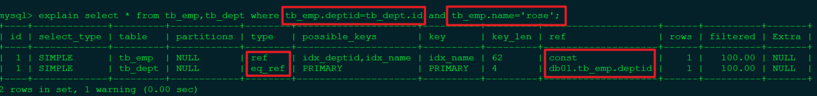 mysql> explain select * from tb_emp,tb_dept where tb_emp.deptid=tb_dept.id and tb_emp.name='rose';
| id | select_type | table | partitions | type | possible_keys | key | key_len | ref | rows | filtered | Extra |
| 1 | SIMPLE | tb_emp | NULL | ref | idx_deptid,idx_name | idx_name | 62 | const | 1 | 100.00 | NULL |
| 1 | SIMPLE | tb_dept | NULL | eq_ref | PRIMARY | PRIMARY | 4 | db01.tb_emp.deptid | 1 | 100.00 | NULL |
2 rows in set, 1 warning (0.00 sec)